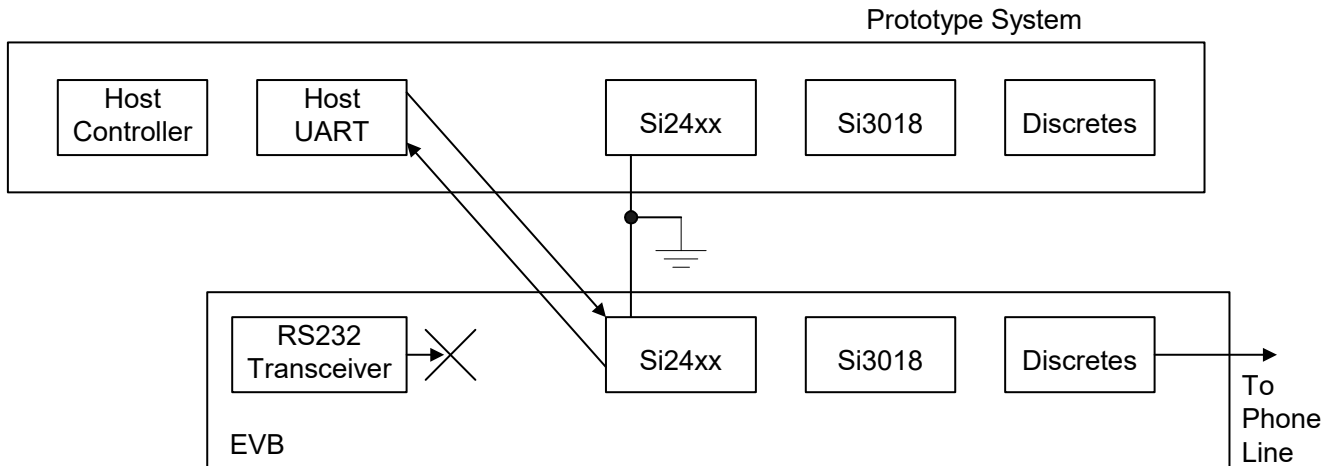 Prototype System
Host
Controller
Host
UART
Si24xx
Si3018
Discretes
RS232
Transceiver
Si24xx
Si3018
Discretes
EVB
To
Phone
Line